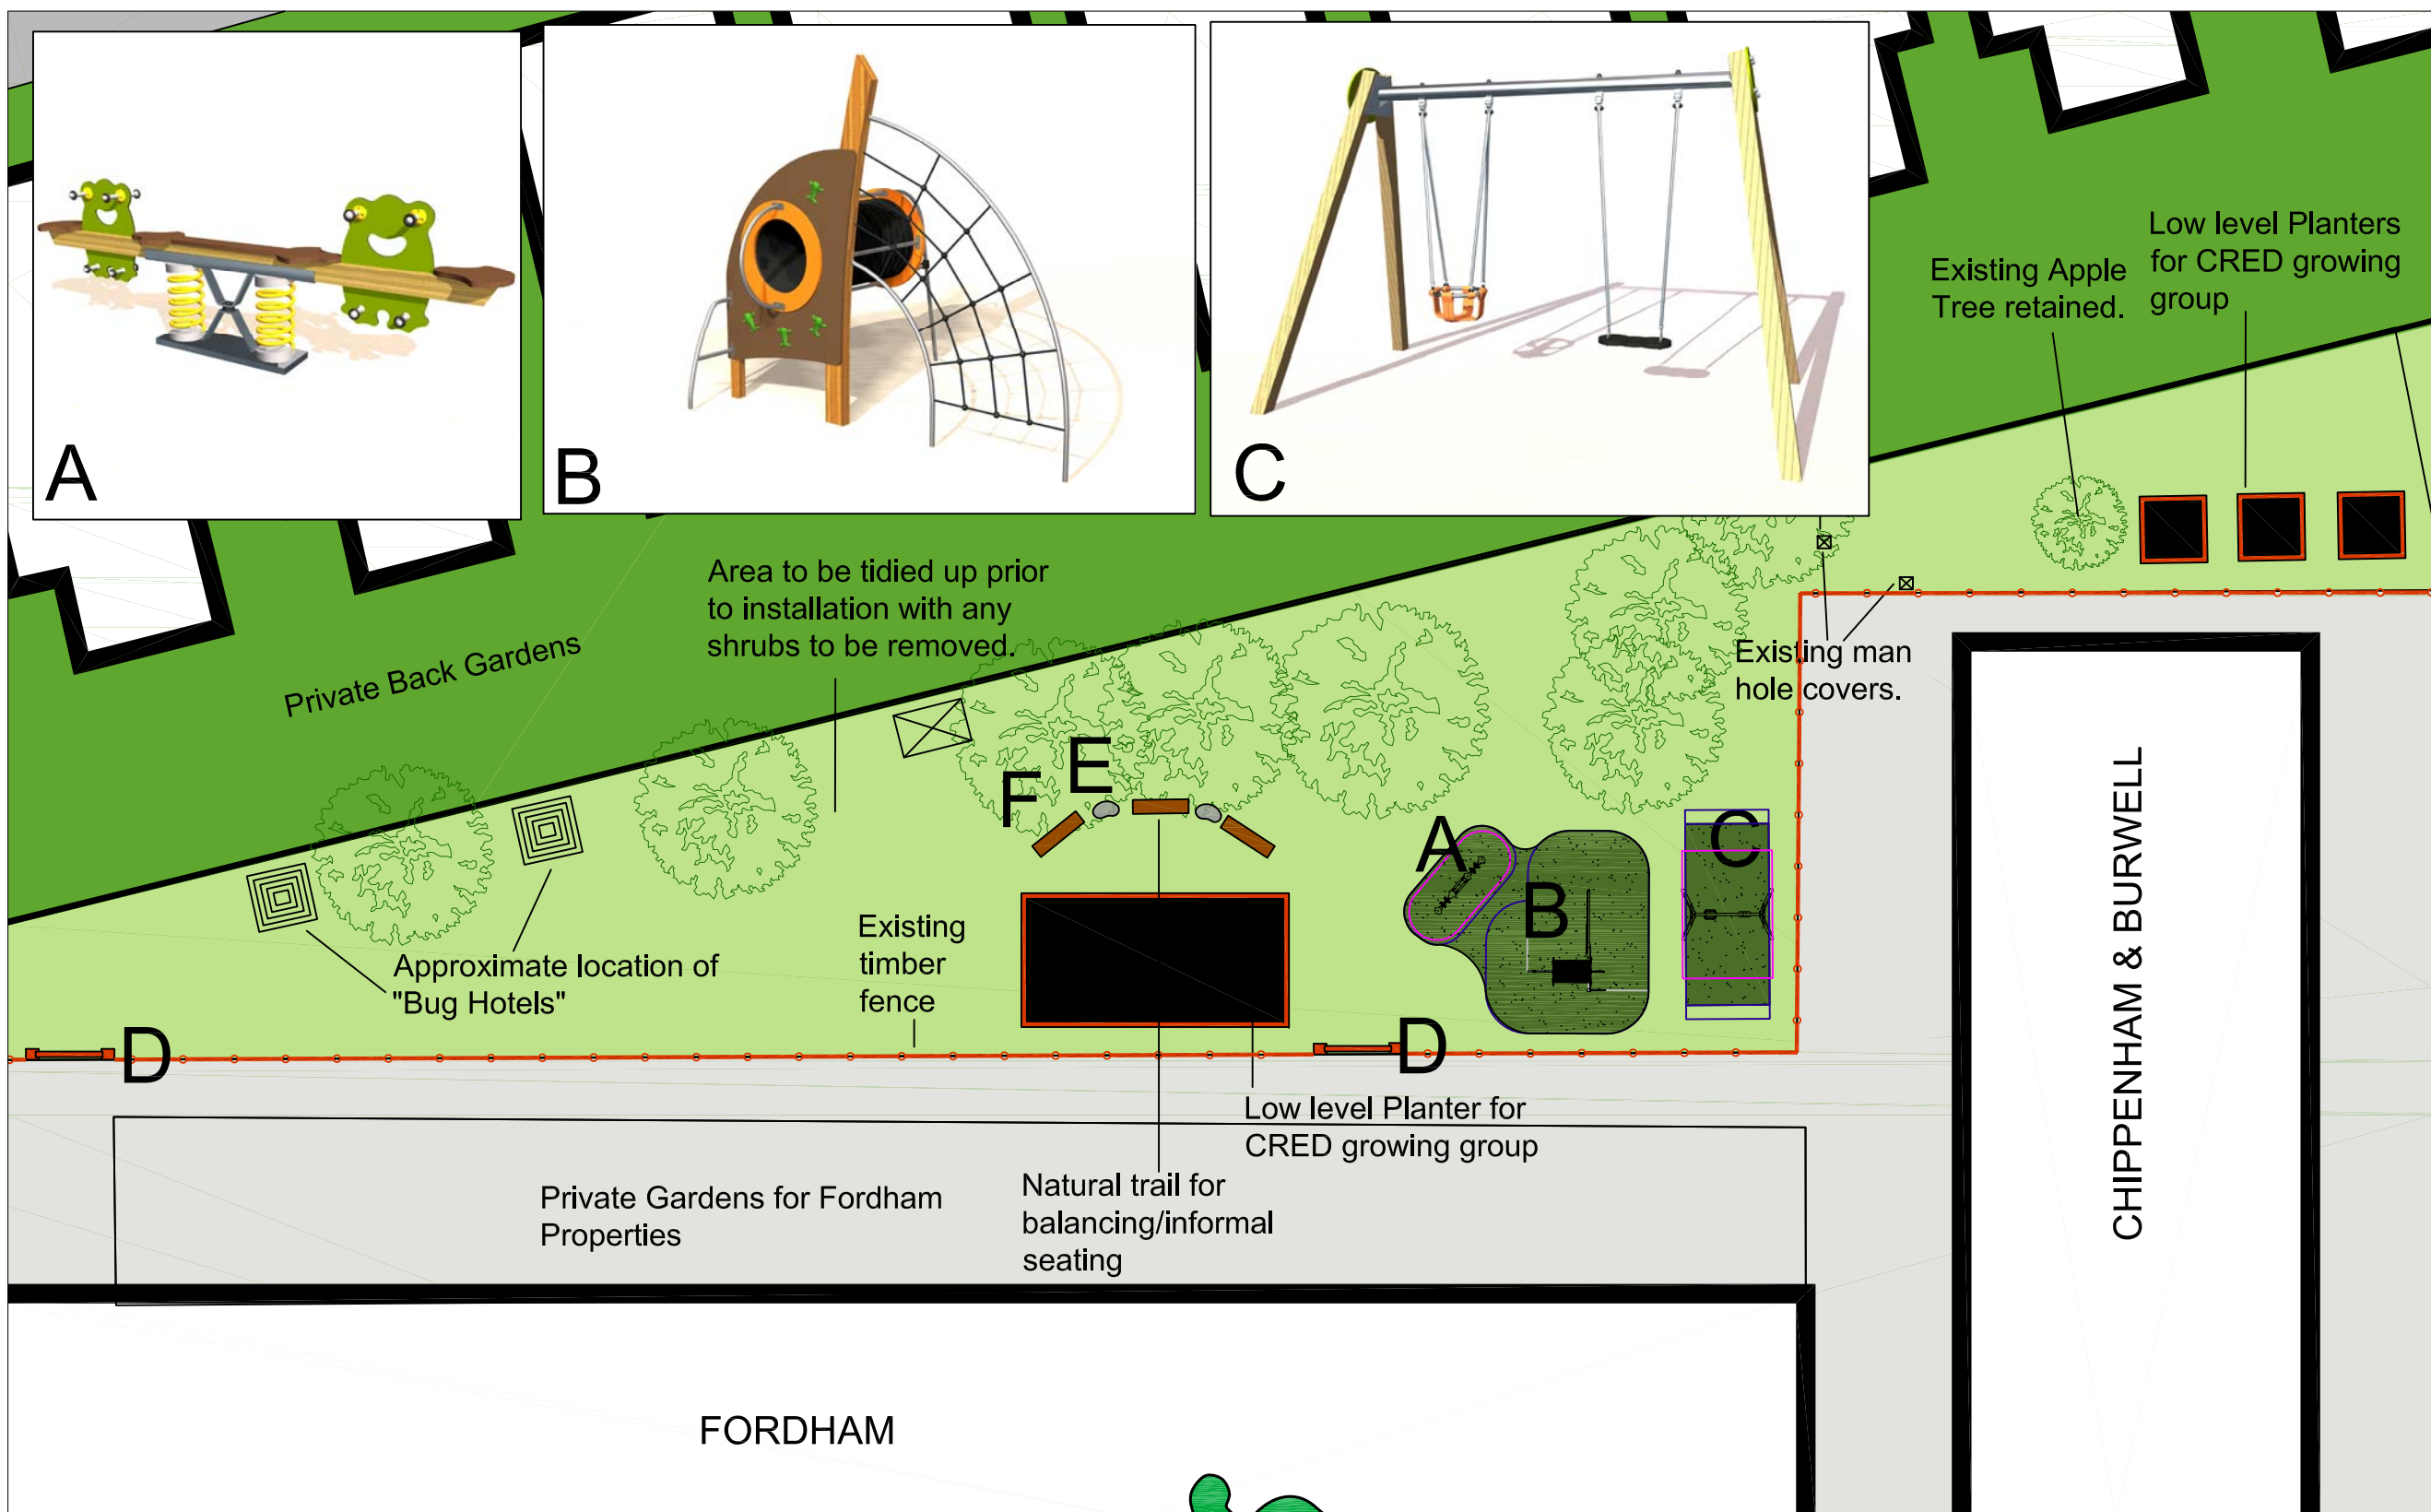 A
B
C
Low level Planters
for CRED growing
group
Existing Apple
Tree retained.
Area to be tidied up prior
to installation with any
shrubs to be removed.
Private Back Gardens
Existing man
hole covers.
E
F
A
B
C
Existing
timber
fence
Approximate location of
"Bug Hotels"
D
D
Low level Planter for
CRED growing group
Natural trail for
balancing/informal
seating
Private Gardens for Fordham
Properties
CHIPPENHAM & BURWELL
FORDHAM